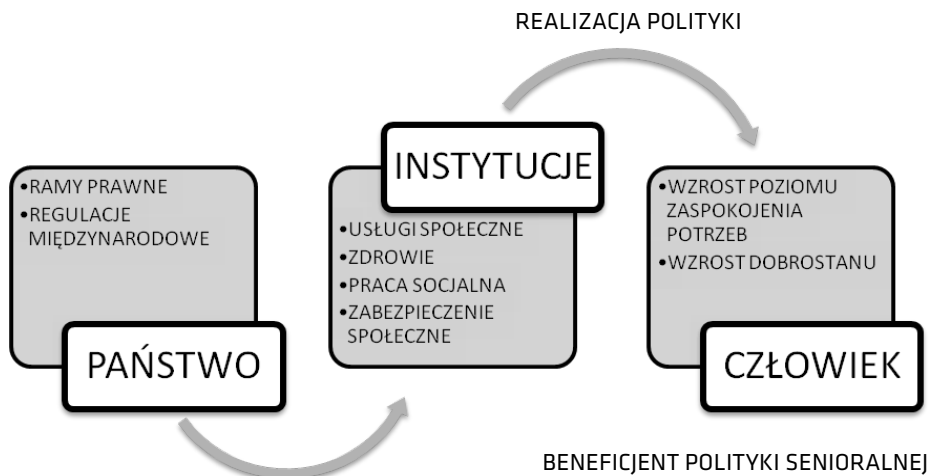 REALIZACJA POLITYKI
•RAMY PRAWNE
•REGULACJE
MIĘDZYNARODOWE
PAŃSTWO
INSTYTUCJE
•USŁUGI SPOŁECZNE
•ZDROWIE
•PRACA SOCJALNA
•ZABEZPIECZENIE
SPOŁECZNE
•WZROST POZIOMU
ZASPOKOJENIA
POTRZEB
•WZROST DOBROSTANU
CZŁOWIEK
BENEFICJENT POLITYKI SENIORALNEJ